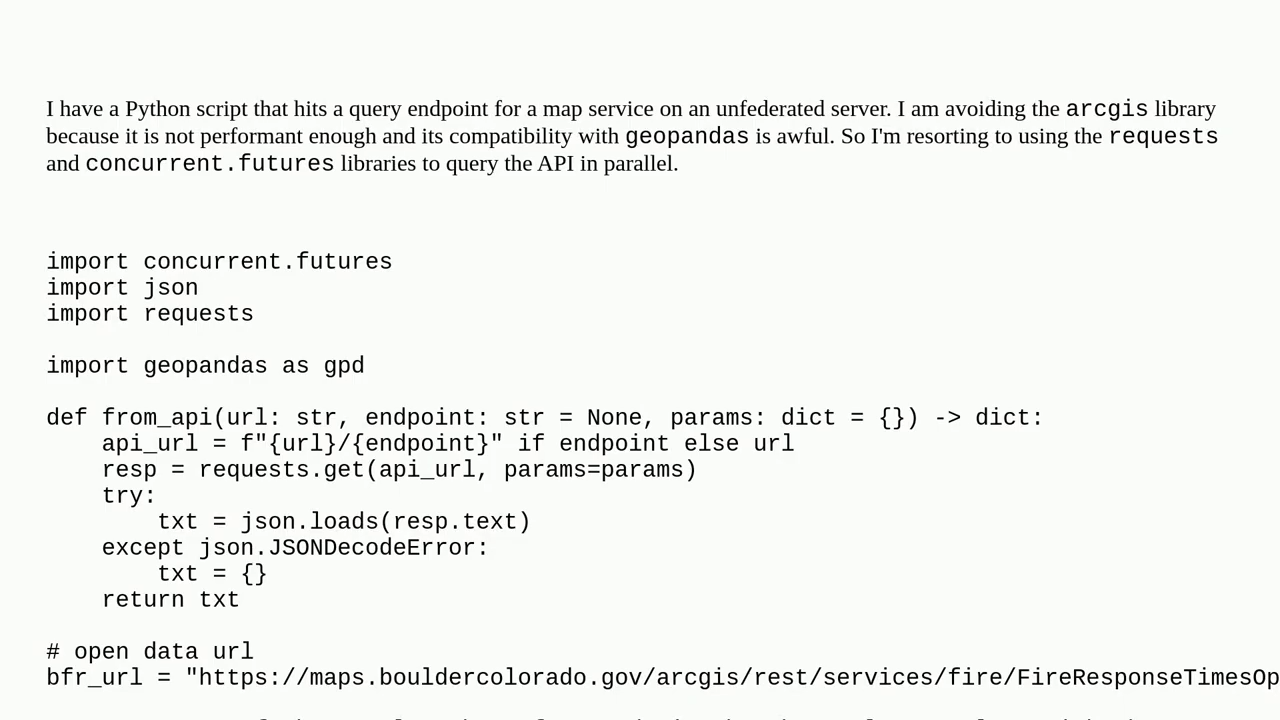 I have a Python script that hits a query endpoint for a map service on an unfederated server. I am avoiding the arcgis library
because it is not performant enough and its compatibility with geopandas is awful. So I'm resorting to using the requests
and concurrent.futures libraries to query the API in parallel.
import concurrent.futures
import json
import requests
import geopandas as gpd
def from_api(url: str, endpoint: str = None, params: dict = {}) -> dict:
    api_url = f"{url}/{endpoint}" if endpoint else url
    resp = requests.get(api_url, params=params)
    try:
        txt = json.loads(resp.text)
    except json.JSONDecodeError:
        txt = {}
    return txt
# open data url
bfr_url = "https://maps.bouldercolorado.gov/arcgis/rest/services/fire/FireResponseTimesOp